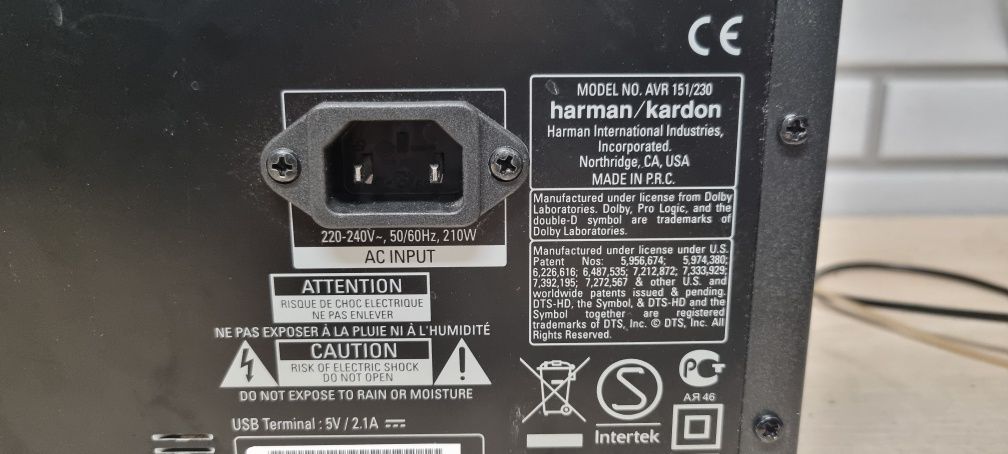 CE
MODEL NO. AVR 151/230
harman/kardon
Harman International Industries,
Incorporated.
Northridge, CA, USA
MADE IN P.R.C.
Manufactured under license from Dolby
Laboratories. Dolby, Pro Logic, and the
double-D symbol are trademarks of
Dolby Laboratories.
Manufactured under license under U.S.
Patent Nos: 5,956,674; 5,974,380;
6,226,616; 6,487,535; 7,212,872; 7,333,929;
7,392,195; 7,272,567 & other U.S. and
worldwide patents issued & pending.
DTS-HD, the Symbol, & DTS-HD and the
Symbol together are registered
trademarks of DTS, Inc. © DTS, Inc. All
Rights Reserved.
220-240V~, 50/60Hz, 210W
AC INPUT
ATTENTION
RISQUE DE CHOC ELECTRIQUE
NE PAS ENLEVER
NE PAS EXPOSER À LA PLUIE NI À L'HUMIDITÉ
CAUTION
RISK OF ELECTRIC SHOCK
DO NOT OPEN
DO NOT EXPOSE TO RAIN OR MOISTURE
USB Terminal : 5V / 2.1A
S
Intertek
АЯ 46